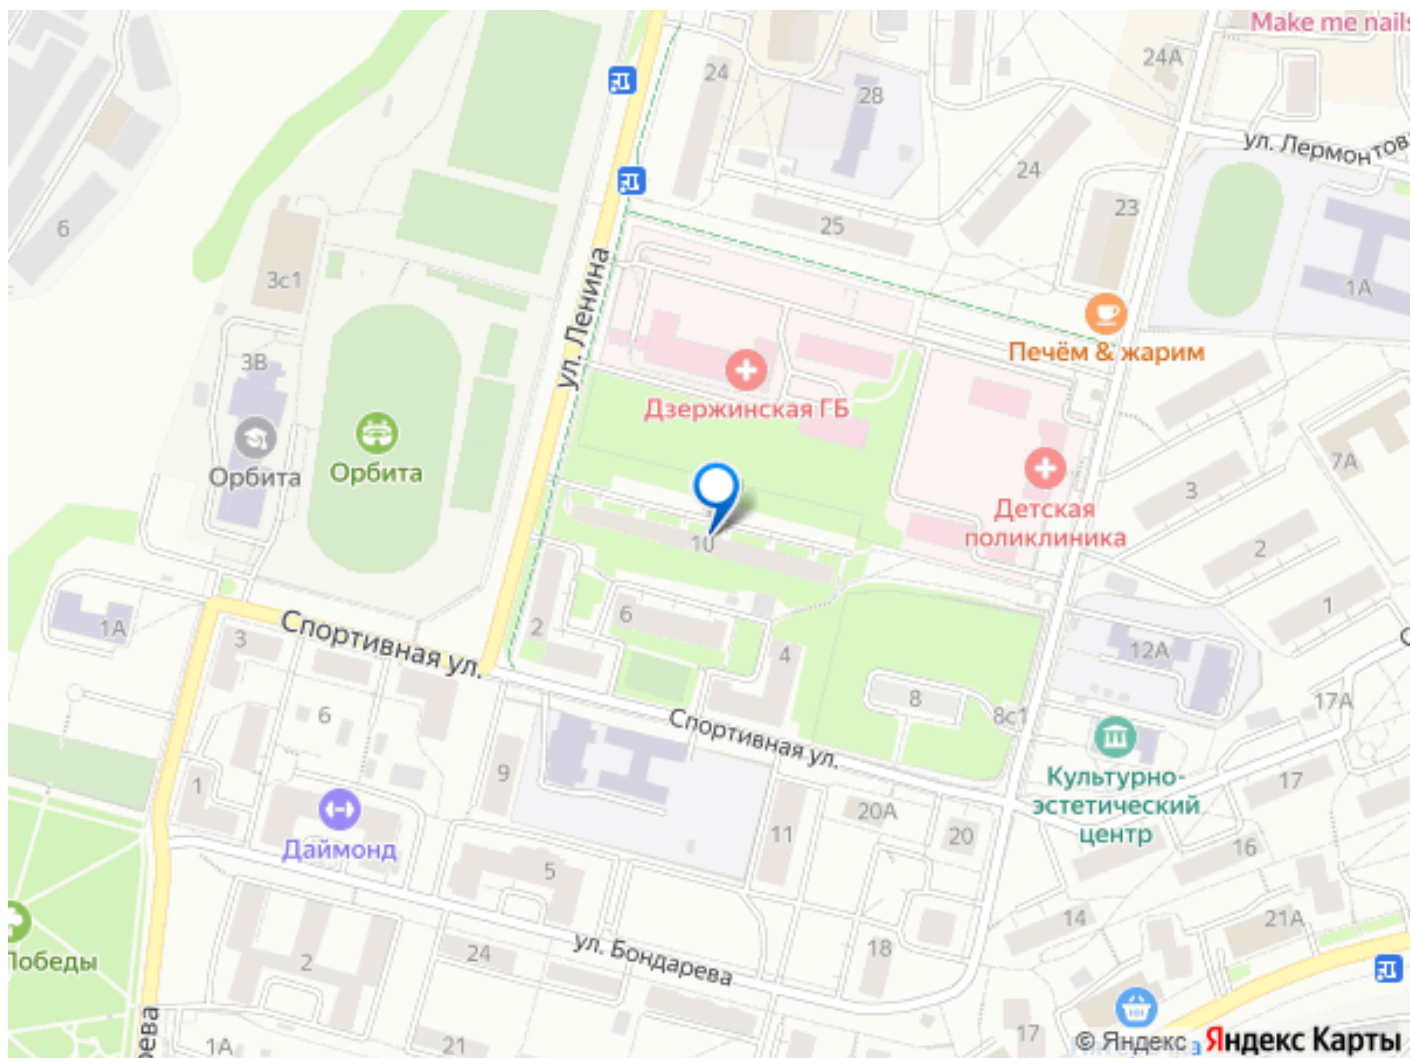 Make me nails
24А
24
28
ул. Лермонтов
24
23
25
6
ул. Ленина
3с1
1А
Печём & жарим
3В
Дзержинская ГБ
Орбита
Орбита
7А
3
Детская
поликлиника
10
2
1
1А
6
2
Спортивная ул.
3
4
12А
8
8с1
17А
6
Спортивная ул.
9
1
Культурно-
эстетический
центр
17
20А
11
20
16
Даймонд
5
14
21А
Победы
24
ул. Бондарева
18
2
17
21
1А
© Яндекс Яндекс Карты